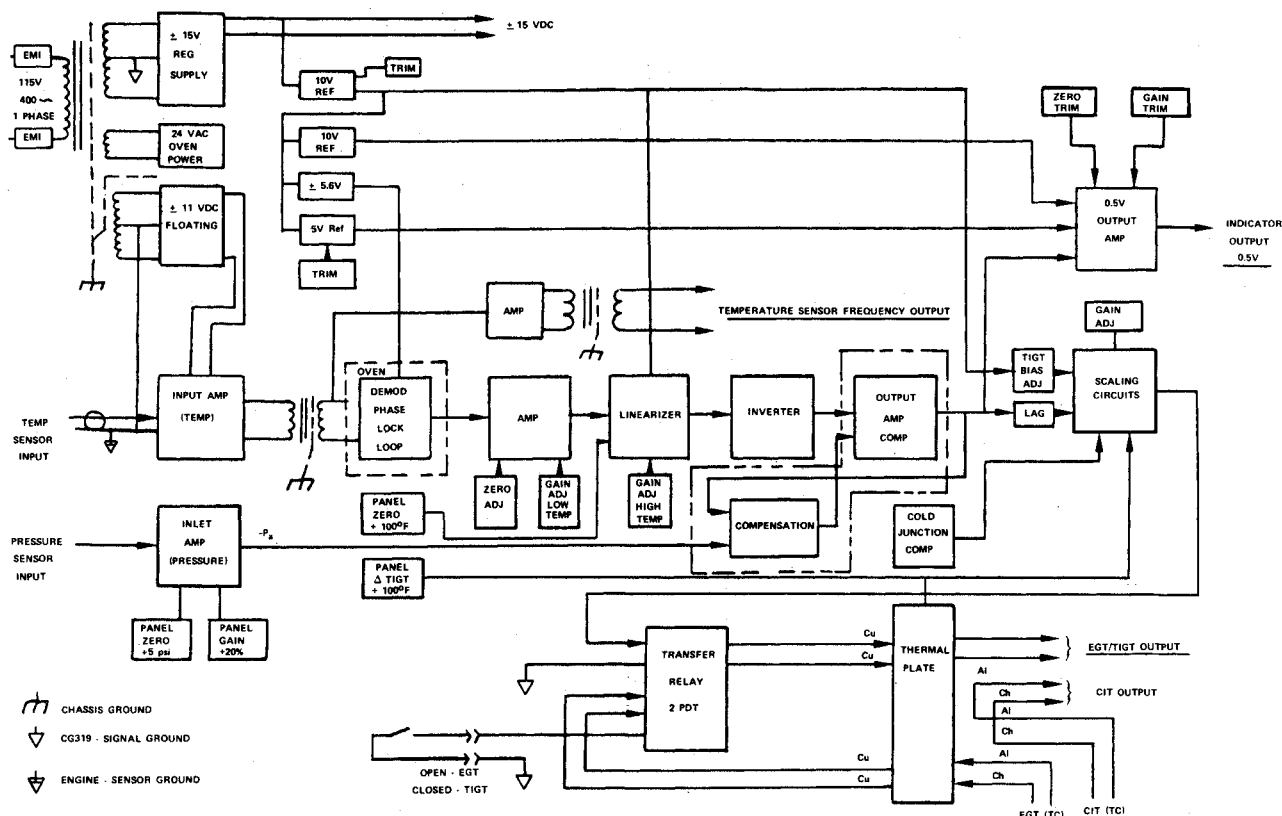 ± 15V
REG
SUPPLY
± 15 VDC
EMI
115V
400 ~
1 PHASE
EMI
24 VAC
OVEN
POWER
± 11 VDC
FLOATING
10V
REF
TRIM
10V
REF
± 5.6V
5V Ref
TRIM
ZERO
TRIM
GAIN
TRIM
0.5V
OUTPUT
AMP
INDICATOR
OUTPUT
0.5V
AMP
TEMPERATURE SENSOR FREQUENCY OUTPUT
TEMP
SENSOR
INPUT
INPUT AMP
(TEMP)
OVEN
DEMOD
PHASE
LOCK
LOOP
AMP
ZERO
ADJ
GAIN
ADJ
LOW
TEMP
LINEARIZER
GAIN
ADJ
HIGH
TEMP
INVERTER
OUTPUT
AMP
COMP
GAIN
ADJ
TIGT
BIAS
ADJ
LAG
SCALING
CIRCUITS
PANEL
ZERO
+ 100°F
COMPENSATION
COLD
JUNCTION
COMP
PRESSURE
SENSOR
INPUT
INLET
AMP
(PRESSURE)
-Pa
PANEL
ZERO
+5 psi
PANEL
GAIN
+20%
PANEL
Δ TIGT
+ 100°F
TRANSFER
RELAY
2 PDT
Cu
Cu
THERMAL
PLATE
EGT/TIGT OUTPUT
Al
Ch
CIT OUTPUT
Al
Ch
Al
Ch
Cu
Cu
OPEN - EGT
CLOSED - TIGT
EGT (TC)
CIT (TC)
CHASSIS GROUND
CG319 - SIGNAL GROUND
ENGINE - SENSOR GROUND